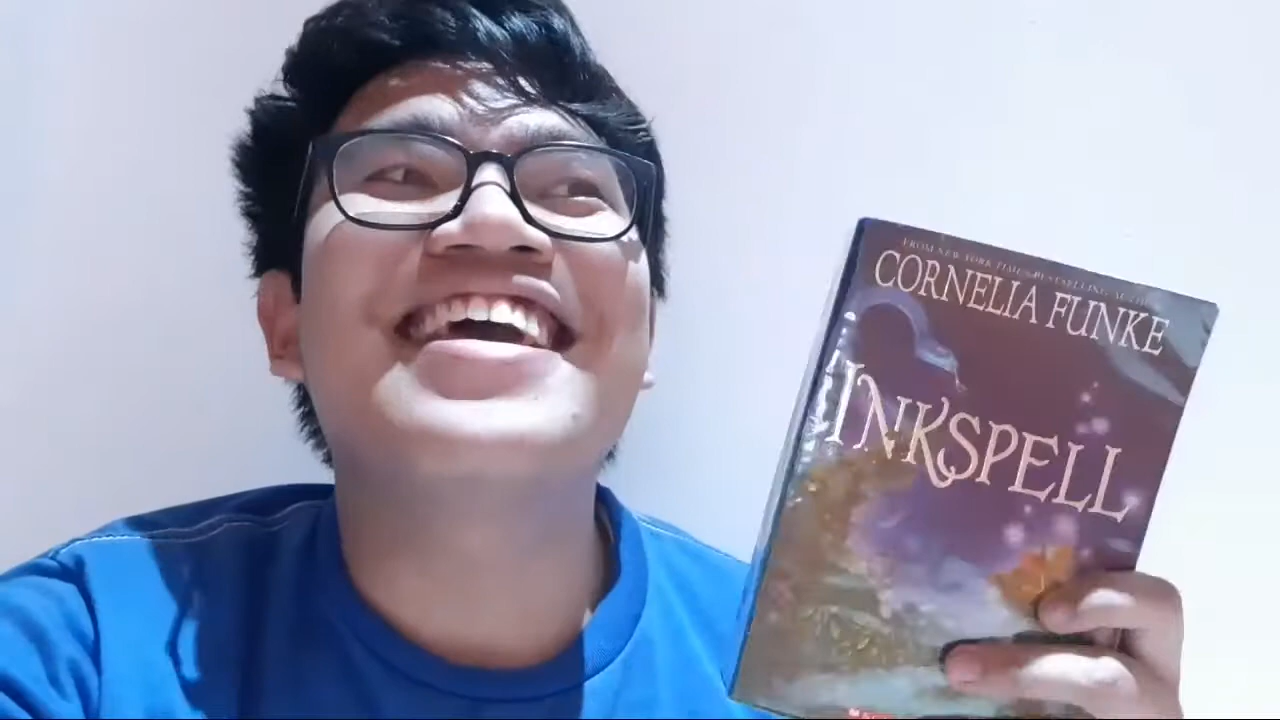 FROM NEW YORK TIMES BESTSELLING AUTHOR
CORNELIA FUNKE
INKSPELL